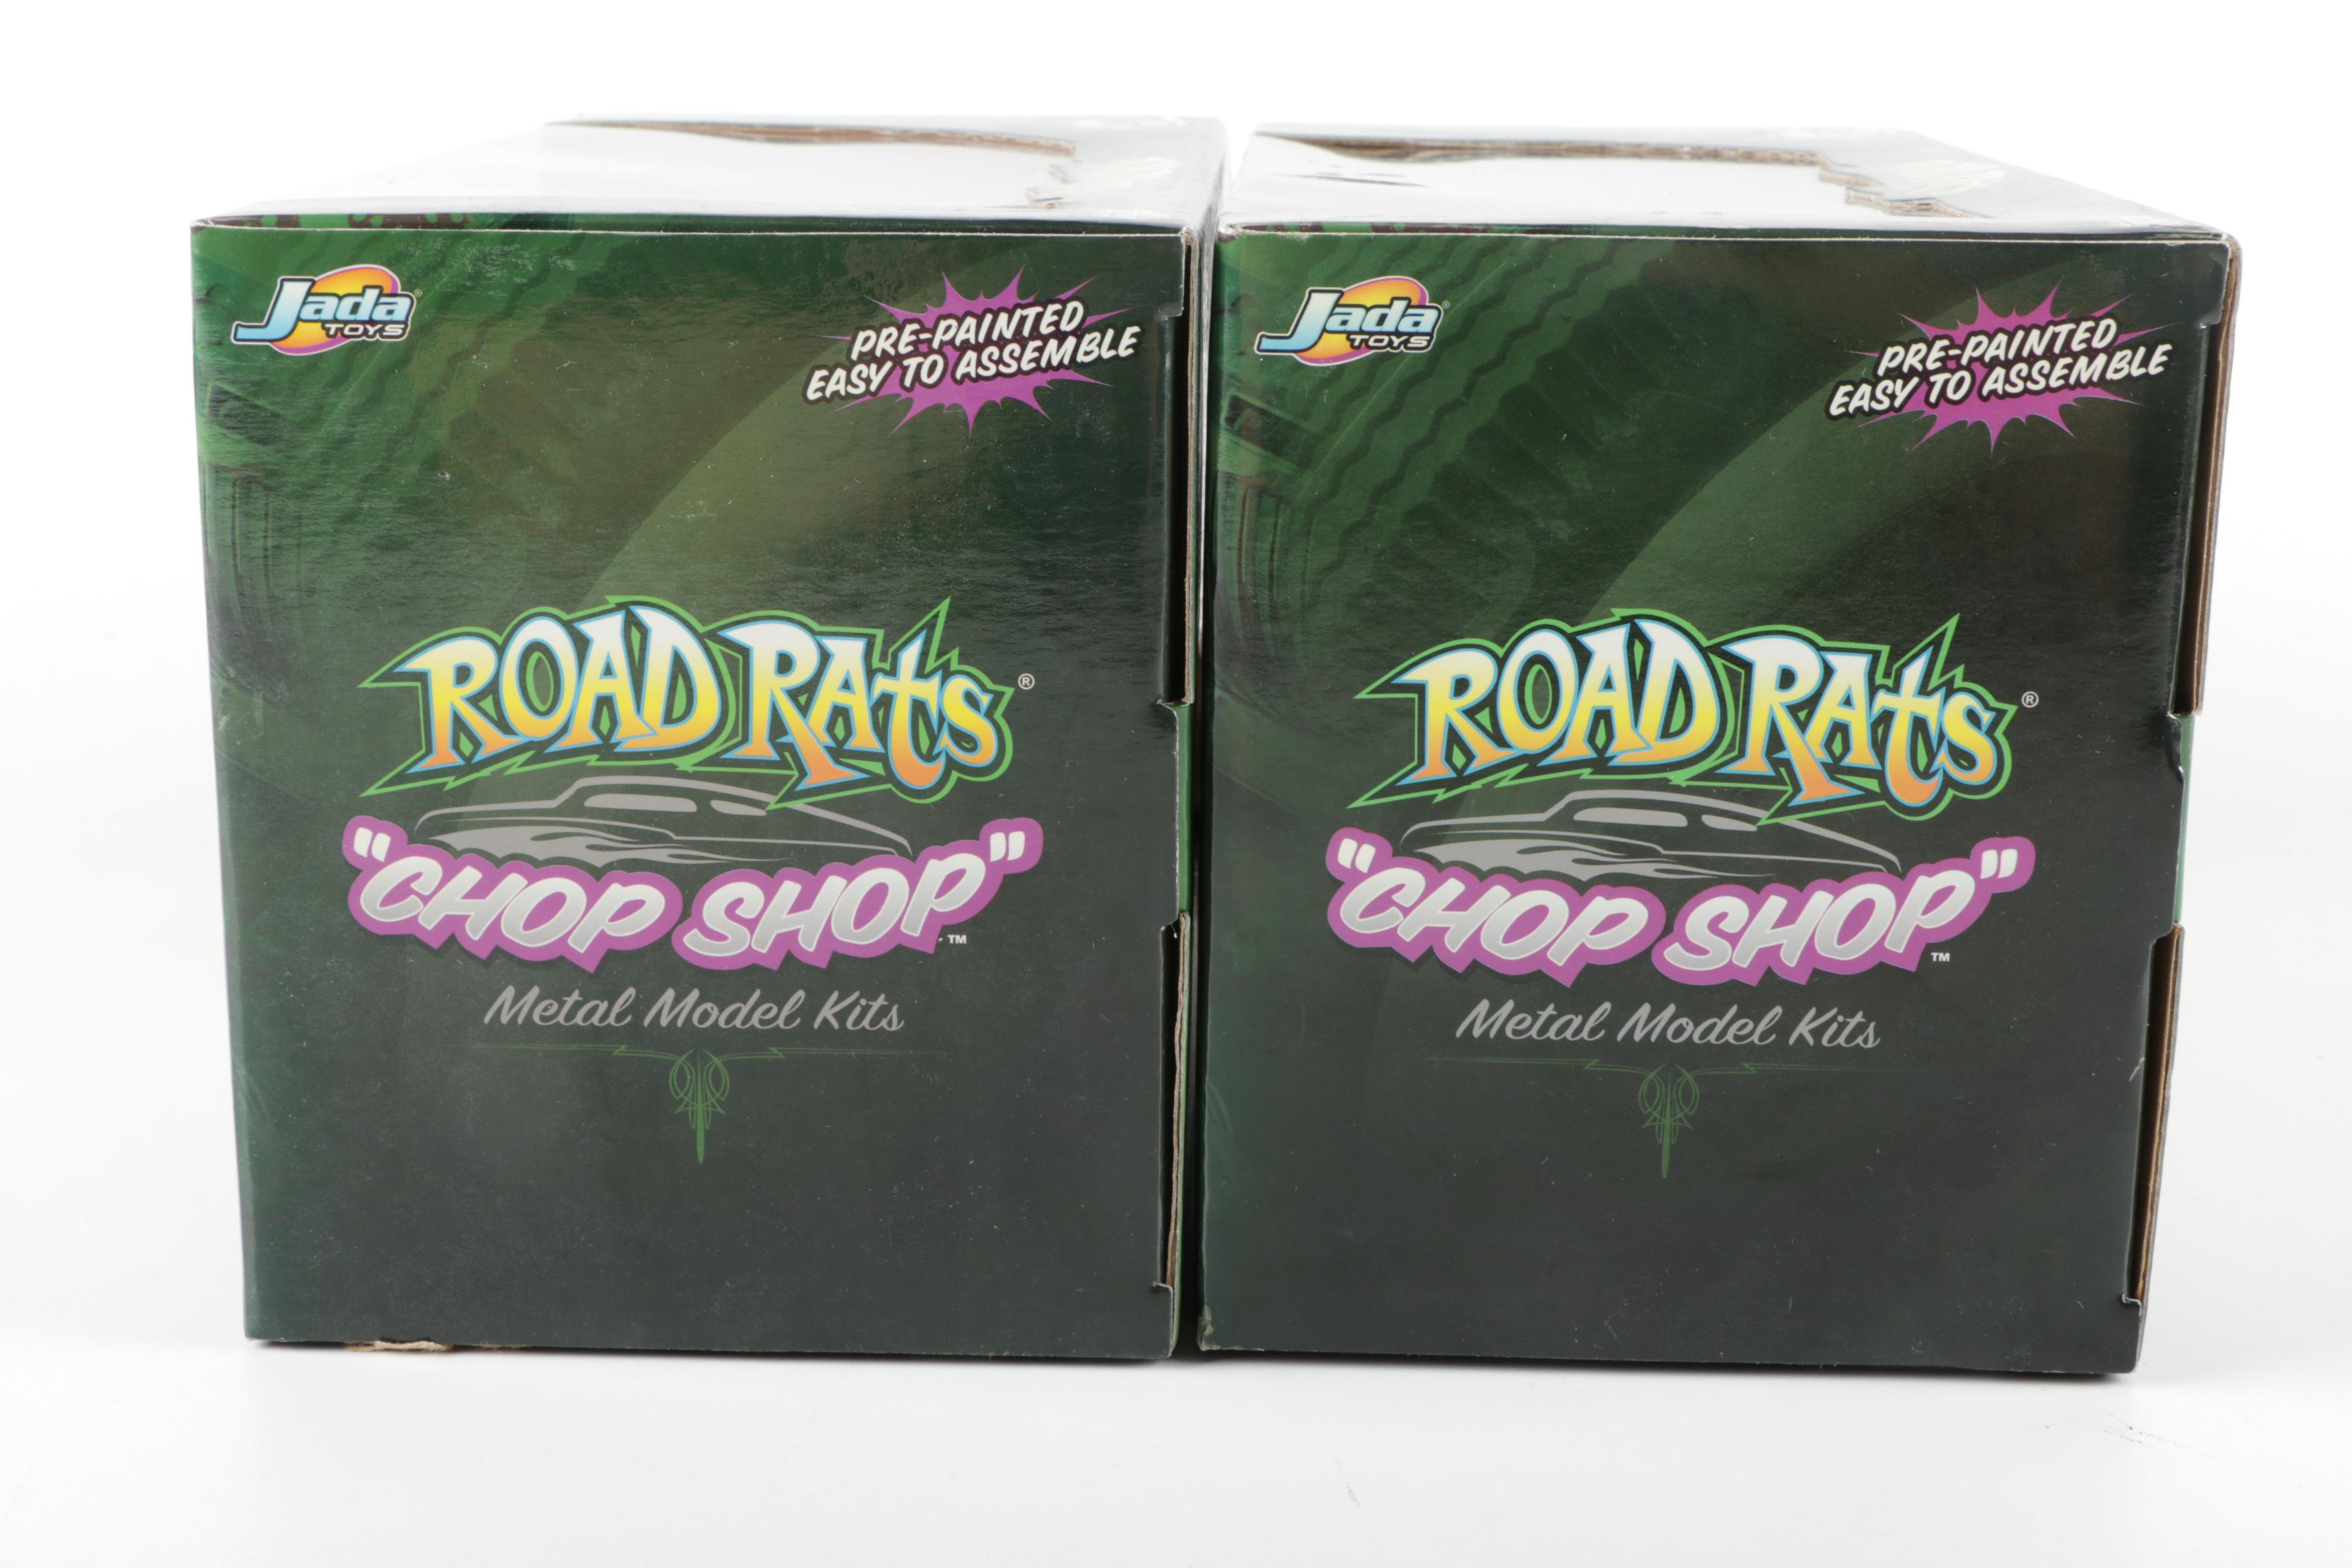 Jada
TOYS
PRE-PAINTED
EASY TO ASSEMBLE
ROAD RATS ®
"CHOP SHOP" ™
Metal Model Kits
Jada ®
TOYS
PRE-PAINTED
EASY TO ASSEMBLE
ROAD RATS ®
"CHOP SHOP" ™
Metal Model Kits